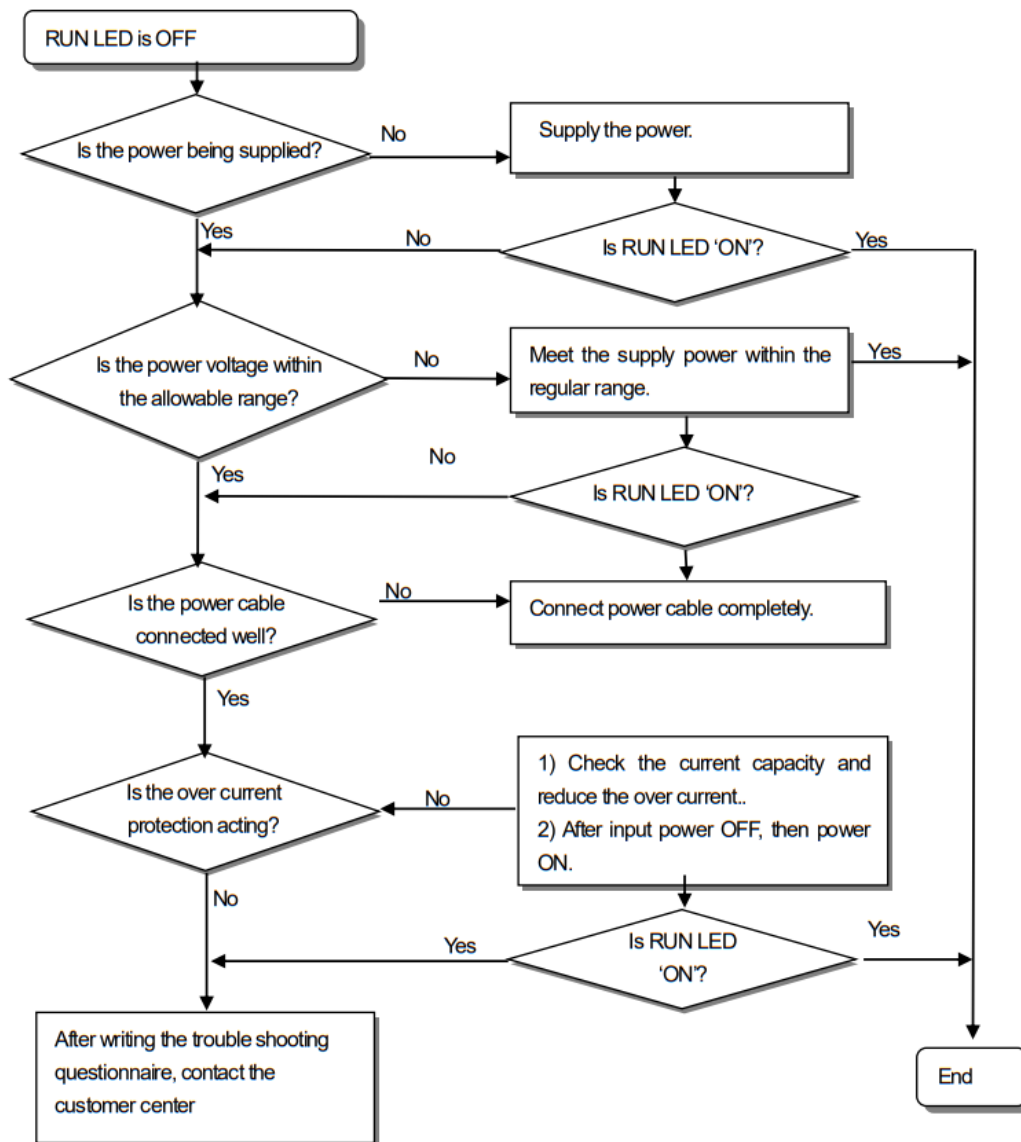 RUN LED is OFF
Is the power being supplied?
No
Supply the power.
Yes
No
Is RUN LED ‘ON’?
Yes
Is the power voltage within
the allowable range?
No
Meet the supply power within the
regular range.
Yes
Yes
No
Is RUN LED ‘ON’?
Is the power cable
connected well?
No
Connect power cable completely.
Yes
Is the over current
protection acting?
No
1) Check the current capacity and
reduce the over current..
2) After input power OFF, then power
ON.
No
Yes
Is RUN LED
‘ON’?
Yes
After writing the trouble shooting
questionnaire, contact the
customer center
End